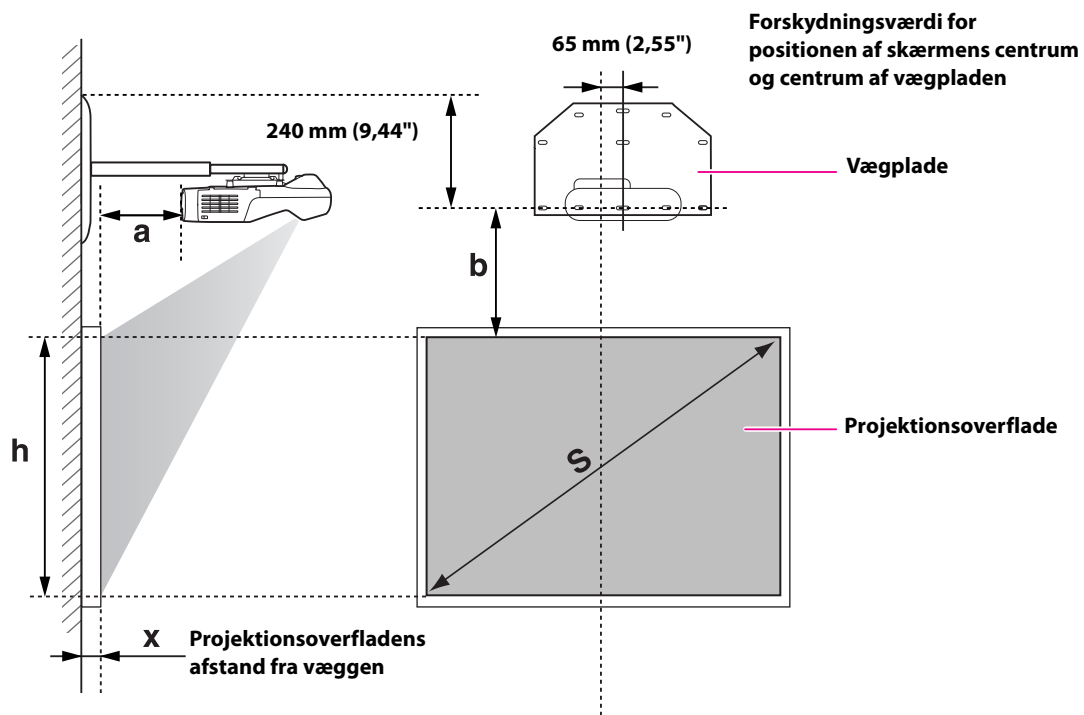 65 mm (2,55")
Forskydningsværdi for
positionen af skærmens centrum
og centrum af vægpladen
240 mm (9,44")
Vægplade
a
b
h
S
Projektionsoverflade
x
Projektionsoverfladens
afstand fra væggen